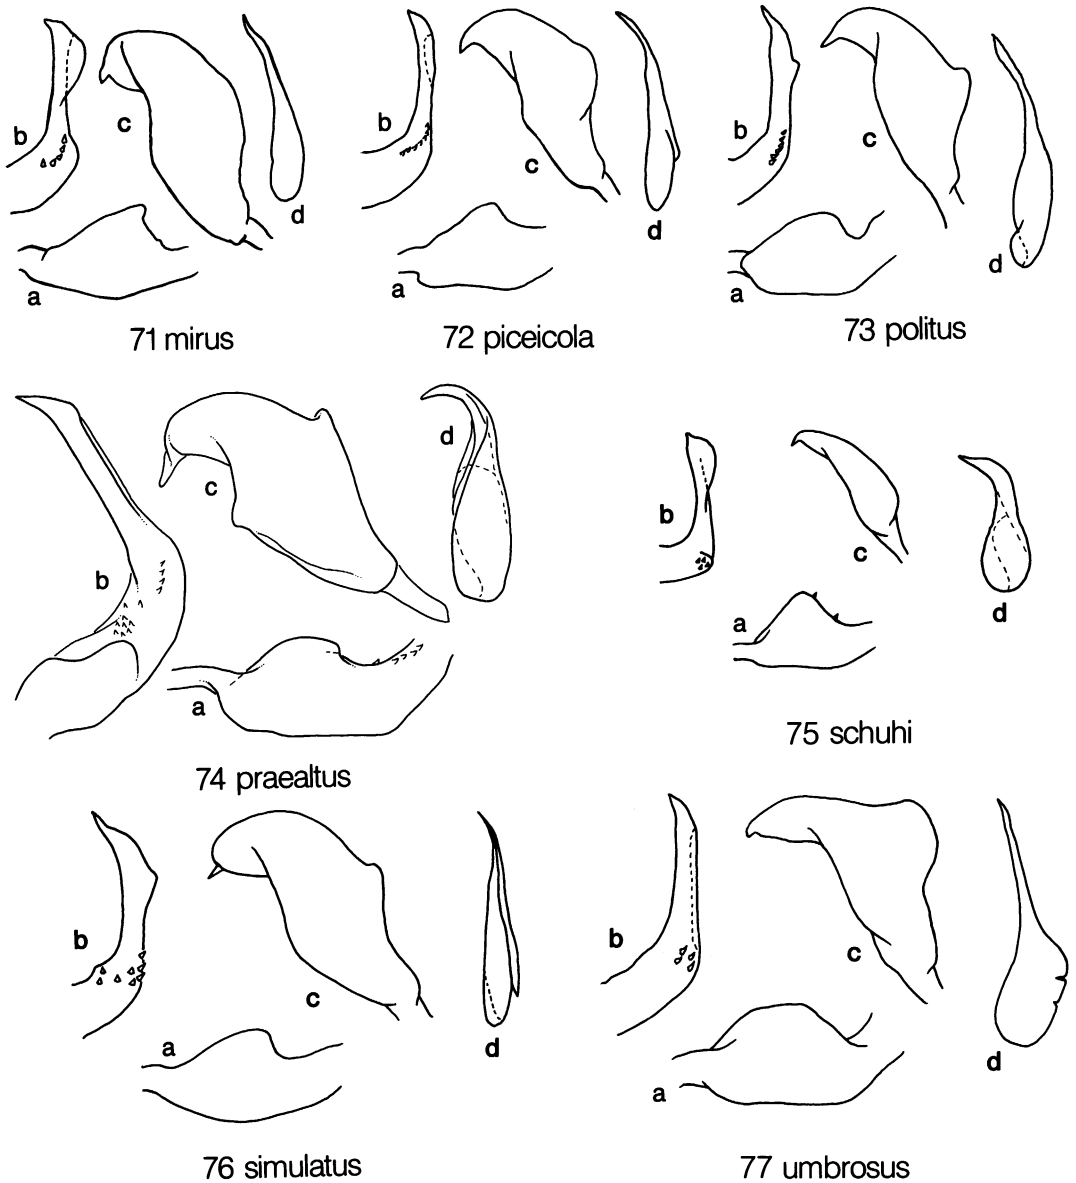 b
c
d
a
71 mirus
b
c
d
a
72 piceicola
b
c
d
a
73 politus
d
c
b
a
74 praealtus
b
c
a
d
75 schuhi
b
c
a
d
76 simulatus
b
c
a
d
77 umbrosus